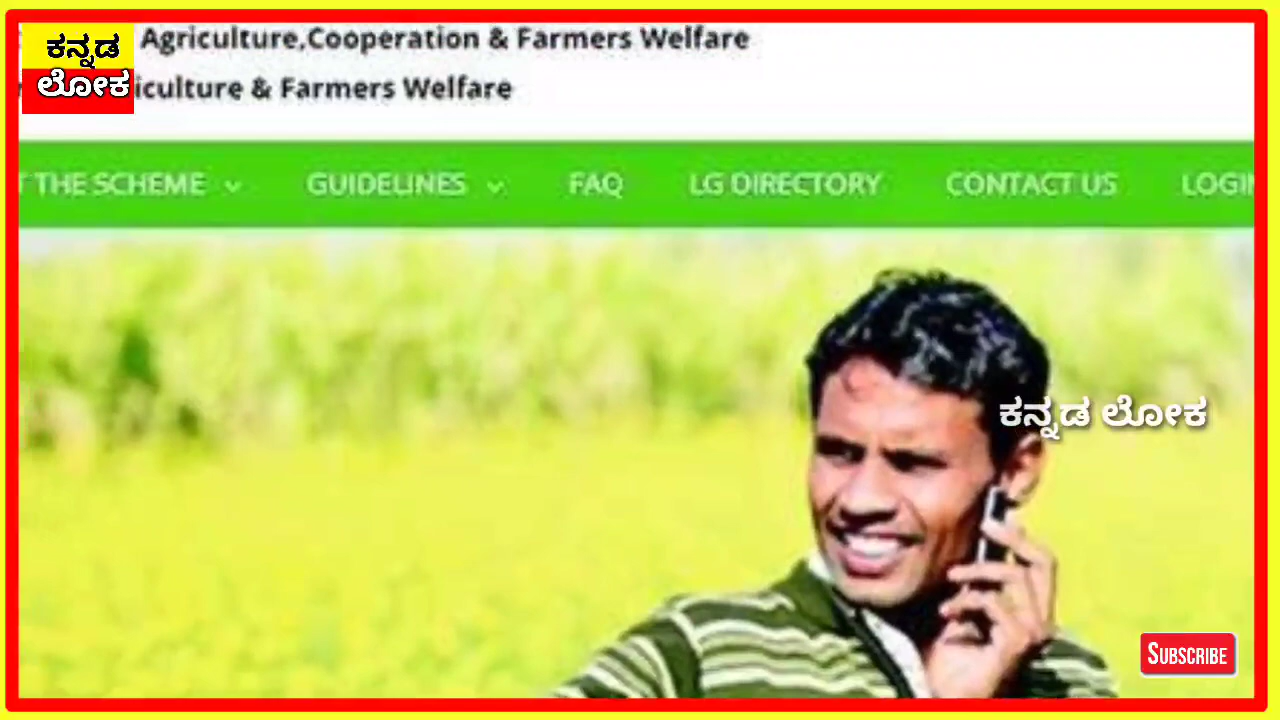 ಕನ್ನಡ
ಲೋಕ
Agriculture,Cooperation & Farmers Welfare
iculture & Farmers Welfare
T THE SCHEME GUIDELINES FAQ LG DIRECTORY CONTACT US LOGIN
ಕನ್ನಡ ಲೋಕ
SUBSCRIBE